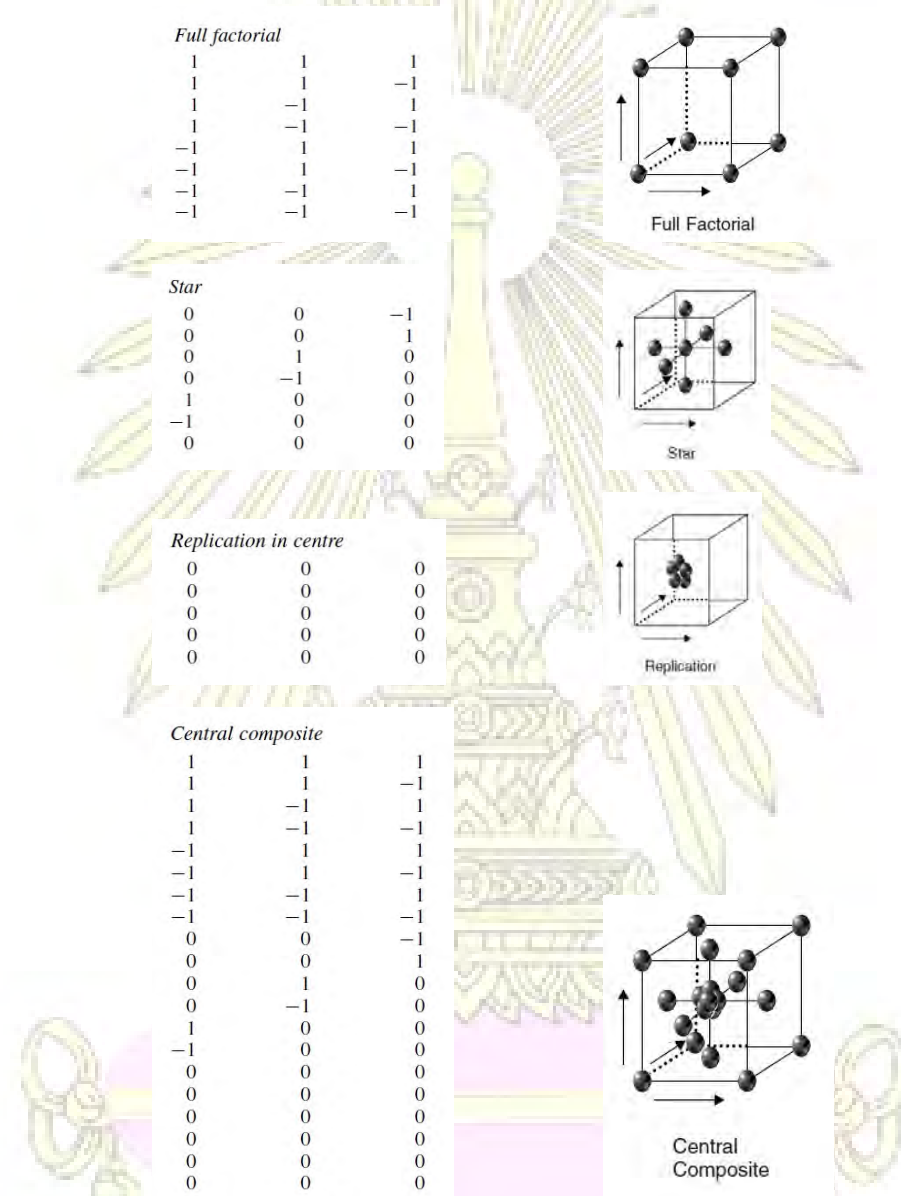 Full factorial
1 1 1
1 1 −1
1 −1 1
1 −1 −1
−1 1 1
−1 1 −1
−1 −1 1
−1 −1 −1
Full Factorial
Star
0 0 −1
0 0 1
0 1 0
0 −1 0
1 0 0
−1 0 0
0 0 0
Star
Replication in centre
0 0 0
0 0 0
0 0 0
0 0 0
0 0 0
Replication
Central composite
1 1 1
1 1 −1
1 −1 1
1 −1 −1
−1 1 1
−1 1 −1
−1 −1 1
−1 −1 −1
0 0 −1
0 0 1
0 1 0
0 −1 0
1 0 0
−1 0 0
0 0 0
0 0 0
0 0 0
0 0 0
0 0 0
0 0 0
Central
Composite